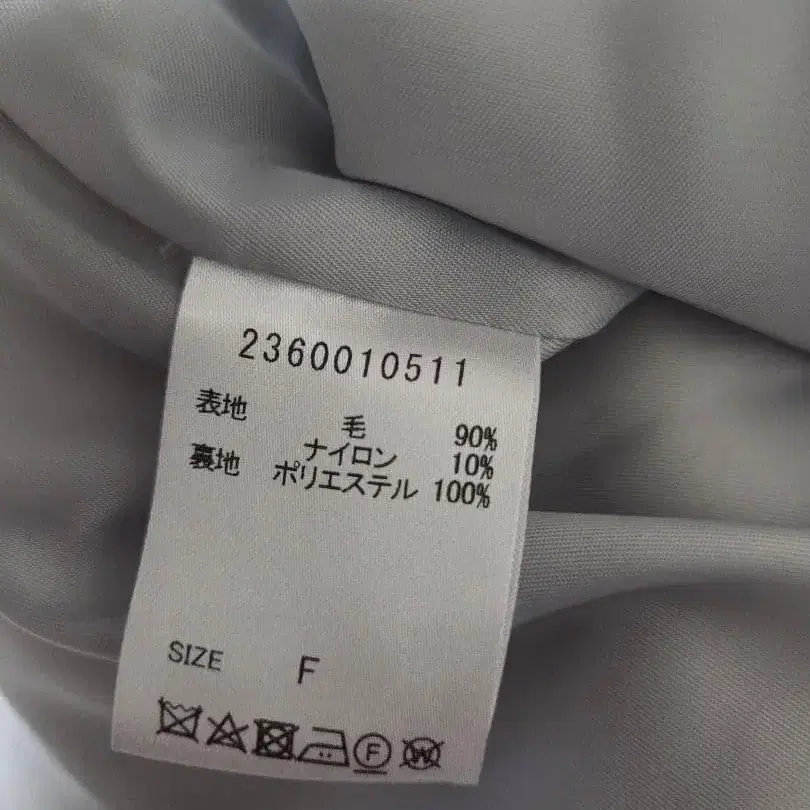 2360010511
表地 毛 90%
ナイロン 10%
裏地 ポリエステル 100%
SIZE F
F W